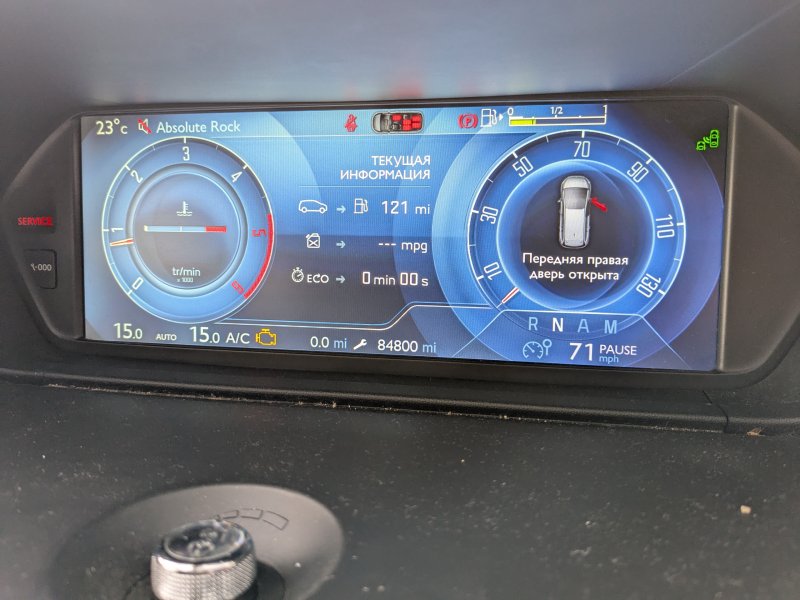 23°c Absolute Rock
0 1/2 1
ТЕКУЩАЯ
ИНФОРМАЦИЯ
121 mi
--- mpg
ECO 0 min 00 s
0 1 2 3 4 5 6
tr/min
x 1000
10 30 50 70 90 110 130
Передняя правая
дверь открыта
R N A M
71 PAUSE
mph
15.0 AUTO 15.0 A/C 0.0 mi 84800 mi
SERVICE